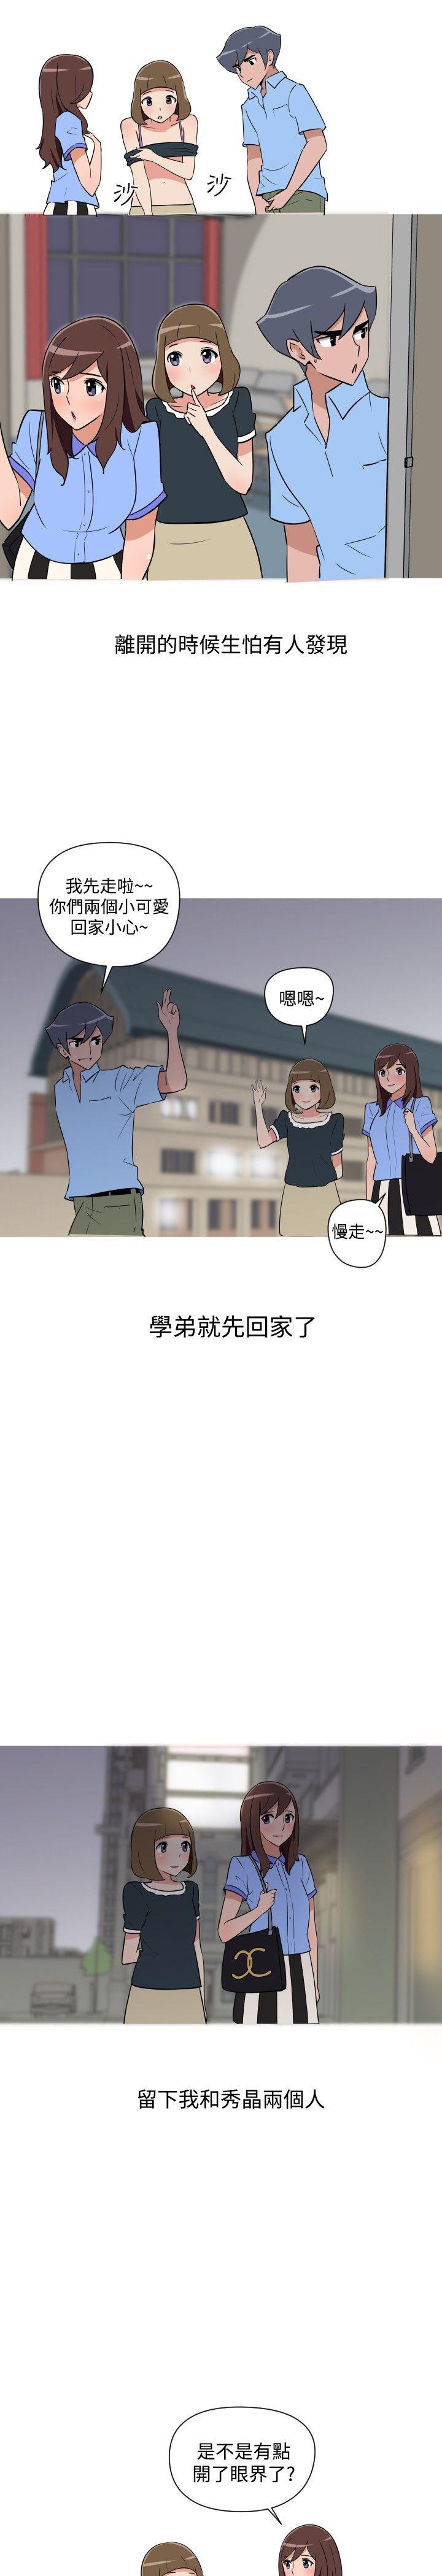 沙
沙
離開的時候生怕有人發現
我先走啦~~
你們兩個小可愛
回家小心~
嗯嗯~
慢走~~
學弟就先回家了
留下我和秀晶兩個人
是不是有點
開了眼界了?